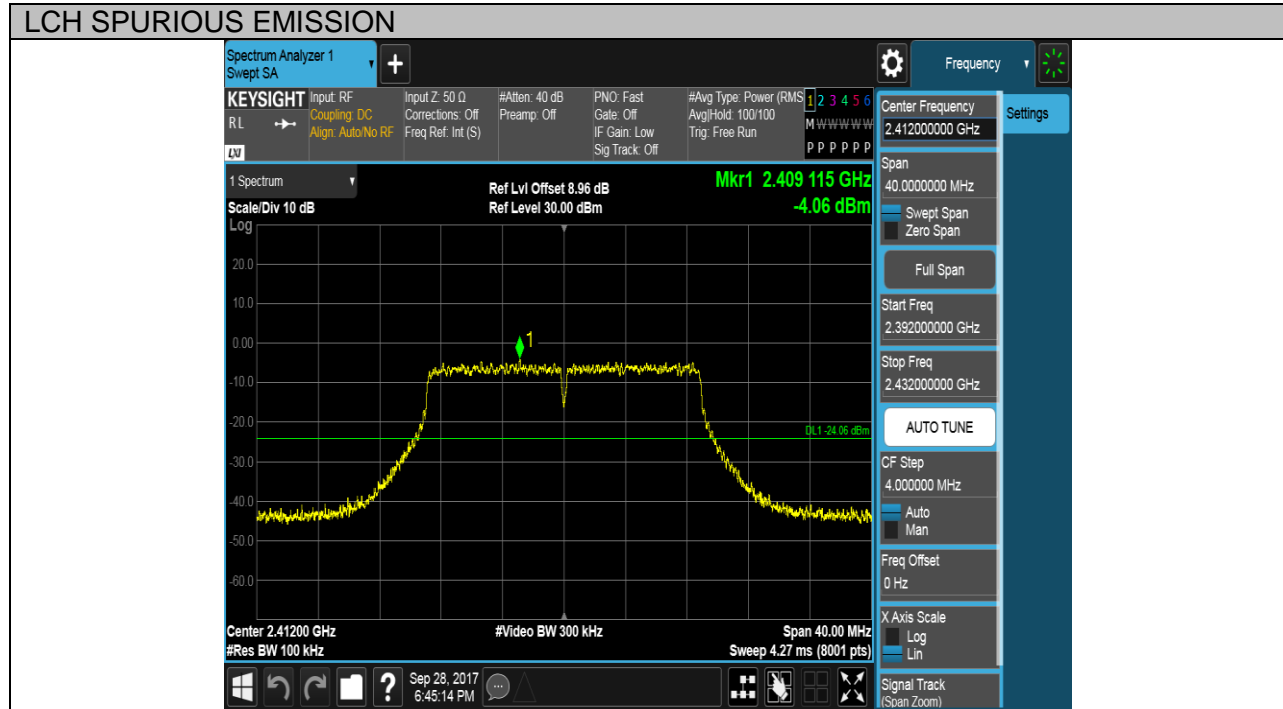 LCH SPURIOUS EMISSION
Spectrum Analyzer 1
Swept SA
+
Frequency
KEYSIGHT
RL
LXI
Input: RF
Coupling: DC
Align: Auto/No RF
Input Z: 50 Ω
Corrections: Off
Freq Ref: Int (S)
#Atten: 40 dB
Preamp: Off
PNO: Fast
Gate: Off
IF Gain: Low
Sig Track: Off
#Avg Type: Power (RMS
Avg|Hold: 100/100
Trig: Free Run
1 2 3 4 5 6
M W W W W W
P P P P P P
1 Spectrum
Scale/Div 10 dB
Log
Ref Lvl Offset 8.96 dB
Ref Level 30.00 dBm
Mkr1 2.409 115 GHz
-4.06 dBm
20.0
10.0
0.00
-10.0
-20.0
-30.0
-40.0
-50.0
-60.0
1
DL1 -24.06 dBm
Center 2.41200 GHz
#Res BW 100 kHz
#Video BW 300 kHz
Span 40.00 MHz
Sweep 4.27 ms (8001 pts)
?
Sep 28, 2017
6:45:14 PM
Center Frequency
2.412000000 GHz
Span
40.0000000 MHz
Swept Span
Zero Span
Full Span
Start Freq
2.392000000 GHz
Stop Freq
2.432000000 GHz
AUTO TUNE
CF Step
4.000000 MHz
Auto
Man
Freq Offset
0 Hz
X Axis Scale
Log
Lin
Signal Track
(Span Zoom)
Settings